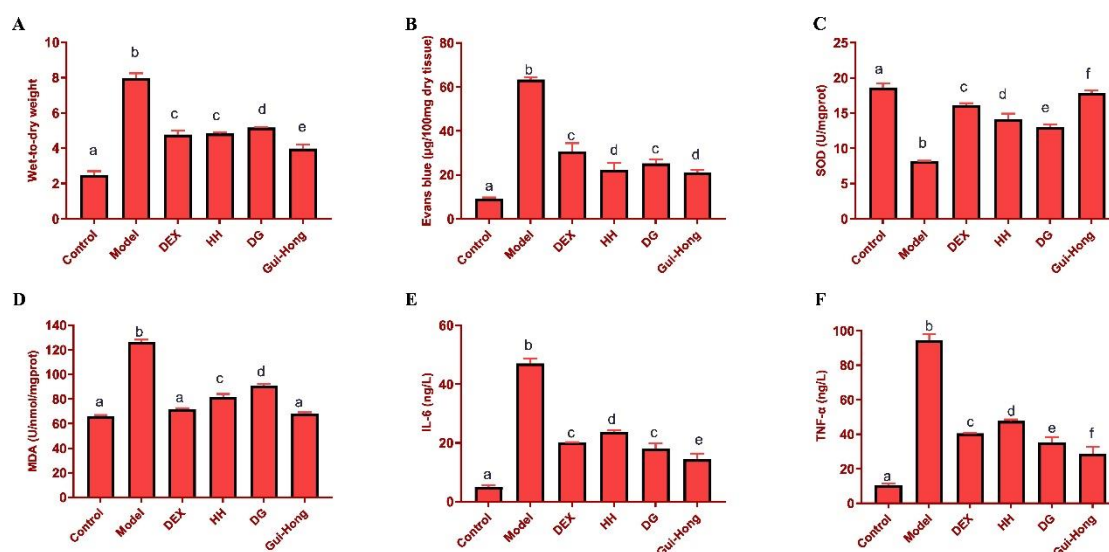 A
Wet-to-dry weight
10
8
6
4
2
0
a
b
c
c
d
e
Control
Model
DEX
HH
DG
Gui-Hong
B
Evans blue (µg/100mg dry tissue)
80
60
40
20
0
a
b
c
d
c
d
Control
Model
DEX
HH
DG
Gui-Hong
C
SOD (U/mgprot)
25
20
15
10
5
0
a
b
c
d
e
f
Control
Model
DEX
HH
DG
Gui-Hong
D
MDA (U/nmol/mgprot)
140
120
100
80
60
40
20
0
a
b
a
c
d
a
Control
Model
DEX
HH
DG
Gui-Hong
E
IL-6 (ng/L)
60
40
20
0
a
b
c
d
c
e
Control
Model
DEX
HH
DG
Gui-Hong
F
TNF-α (ng/L)
100
80
60
40
20
0
a
b
c
d
e
f
Control
Model
DEX
HH
DG
Gui-Hong